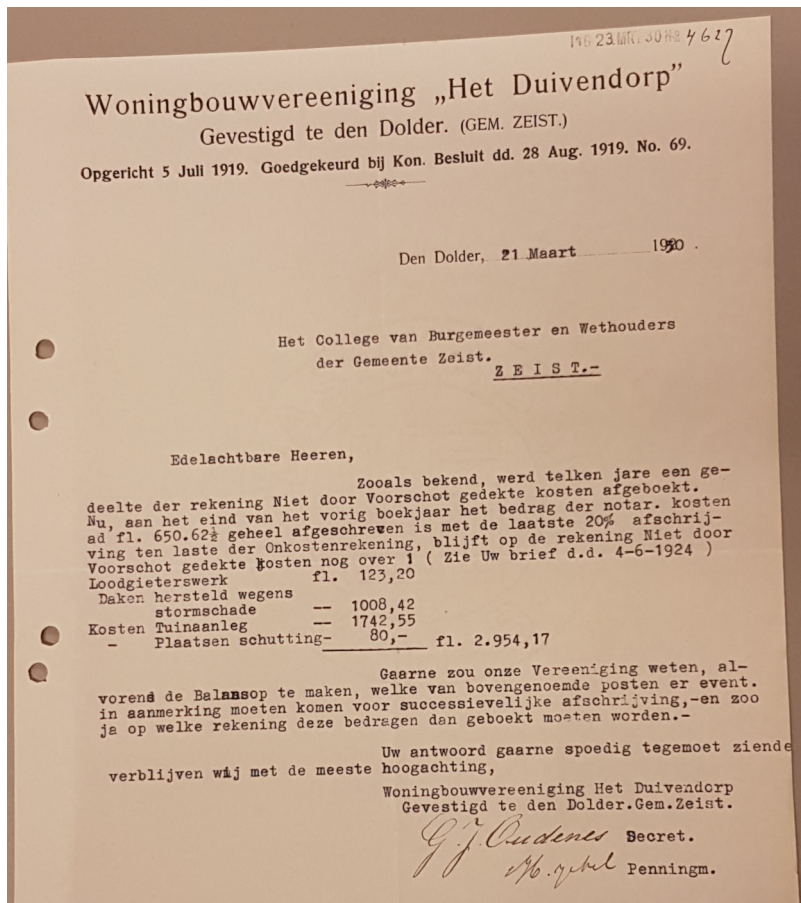 23 MRT. 30 № 4627
Woningbouwvereeniging „Het Duivendorp”
Gevestigd te den Dolder. (GEM. ZEIST.)
Opgericht 5 Juli 1919. Goedgekeurd bij Kon. Besluit dd. 28 Aug. 1919. No. 69.
Den Dolder, 21 Maart 1930 .
Het College van Burgemeester en Wethouders
der Gemeente Zeist.
Z E I S T.-
Edelachtbare Heeren,
Zooals bekend, werd telken jare een ge-
deelte der rekening Niet door Voorschot gedekte kosten afgeboekt.
Nu, aan het eind van het vorig boekjaar het bedrag der notar. kosten
ad fl. 650.62½ geheel afgeschreven is met de laatste 20% afschrij-
ving ten laste der Onkostenrekening, blijft op de rekening Niet door
Voorschot gedekte kosten nog over 1 ( Zie Uw brief d.d. 4-6-1924 )
Loodgieterswerk fl. 123,20
Daken hersteld wegens
stormschade -- 1008,42
Kosten Tuinaanleg -- 1742,55
- Plaatsen schutting- 80,- fl. 2.954,17
Gaarne zou onze Vereeniging weten, al-
vorens de Balansop te maken, welke van bovengenoemde posten er event.
in aanmerking moeten komen voor successievelijke afschrijving,-en zoo
ja op welke rekening deze bedragen dan geboekt moeten worden.-
Uw antwoord gaarne spoedig tegemoet ziende
verblijven wij met de meeste hoogachting,
Woningbouwvereeniging Het Duivendorp
Gevestigd te den Dolder.Gem.Zeist.
G. J. Oudenes Secret.
Penningm.